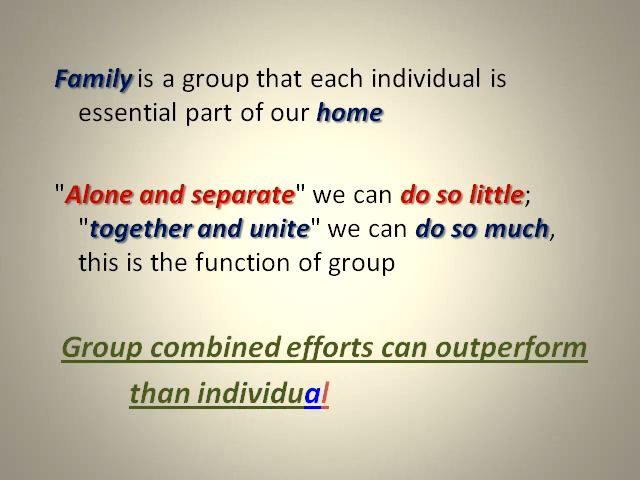 Family is a group that each individual is
essential part of our home
"Alone and separate" we can do so little;
"together and unite" we can do so much,
this is the function of group
Group combined efforts can outperform
than individual